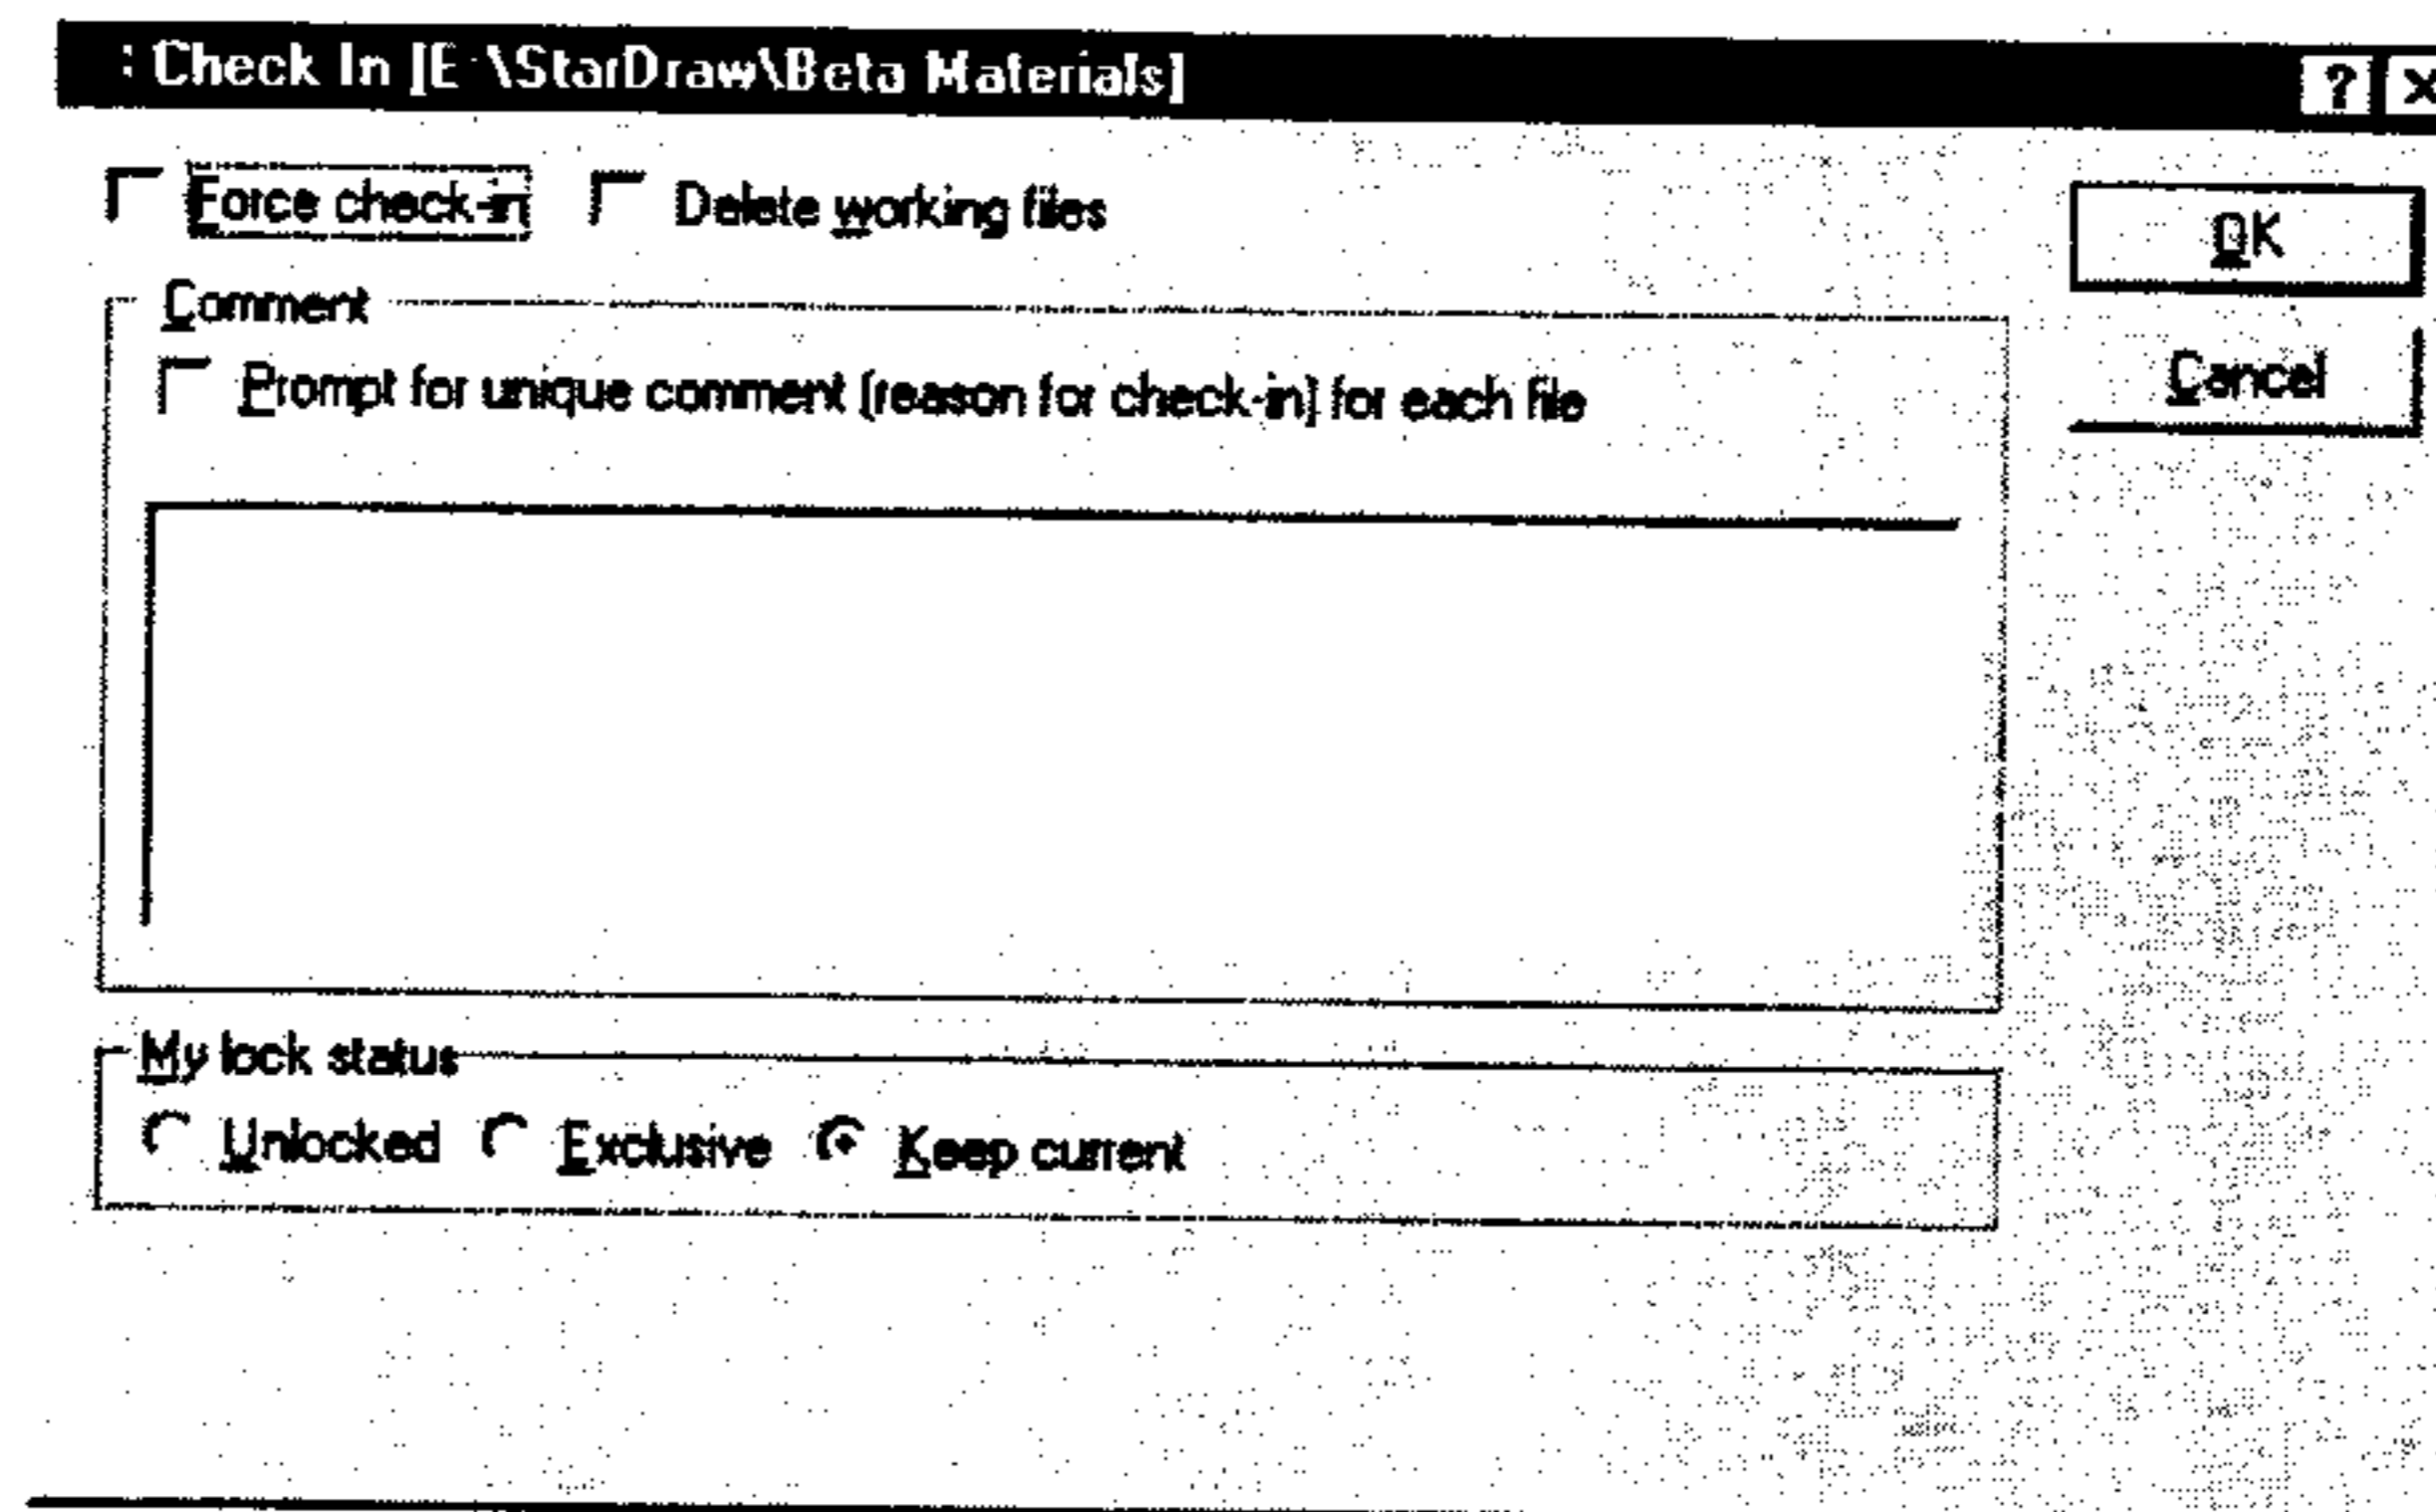 Check In [E:\StarDraw\Beta Materials] ? X
Force check-in Delete working files
OK
Comment
Prompt for unique comment (reason for check-in) for each file
Cancel
My lock status
Unlocked Exclusive Keep current